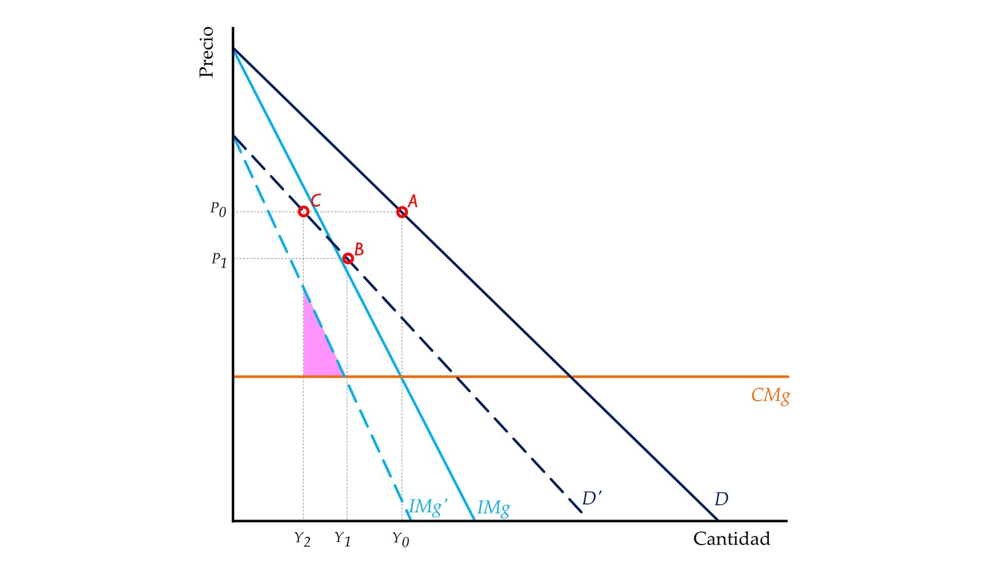 Precio
C
A
P0
B
P1
CMg
D′
D
IMg′
IMg
Y2
Y1
Y0
Cantidad